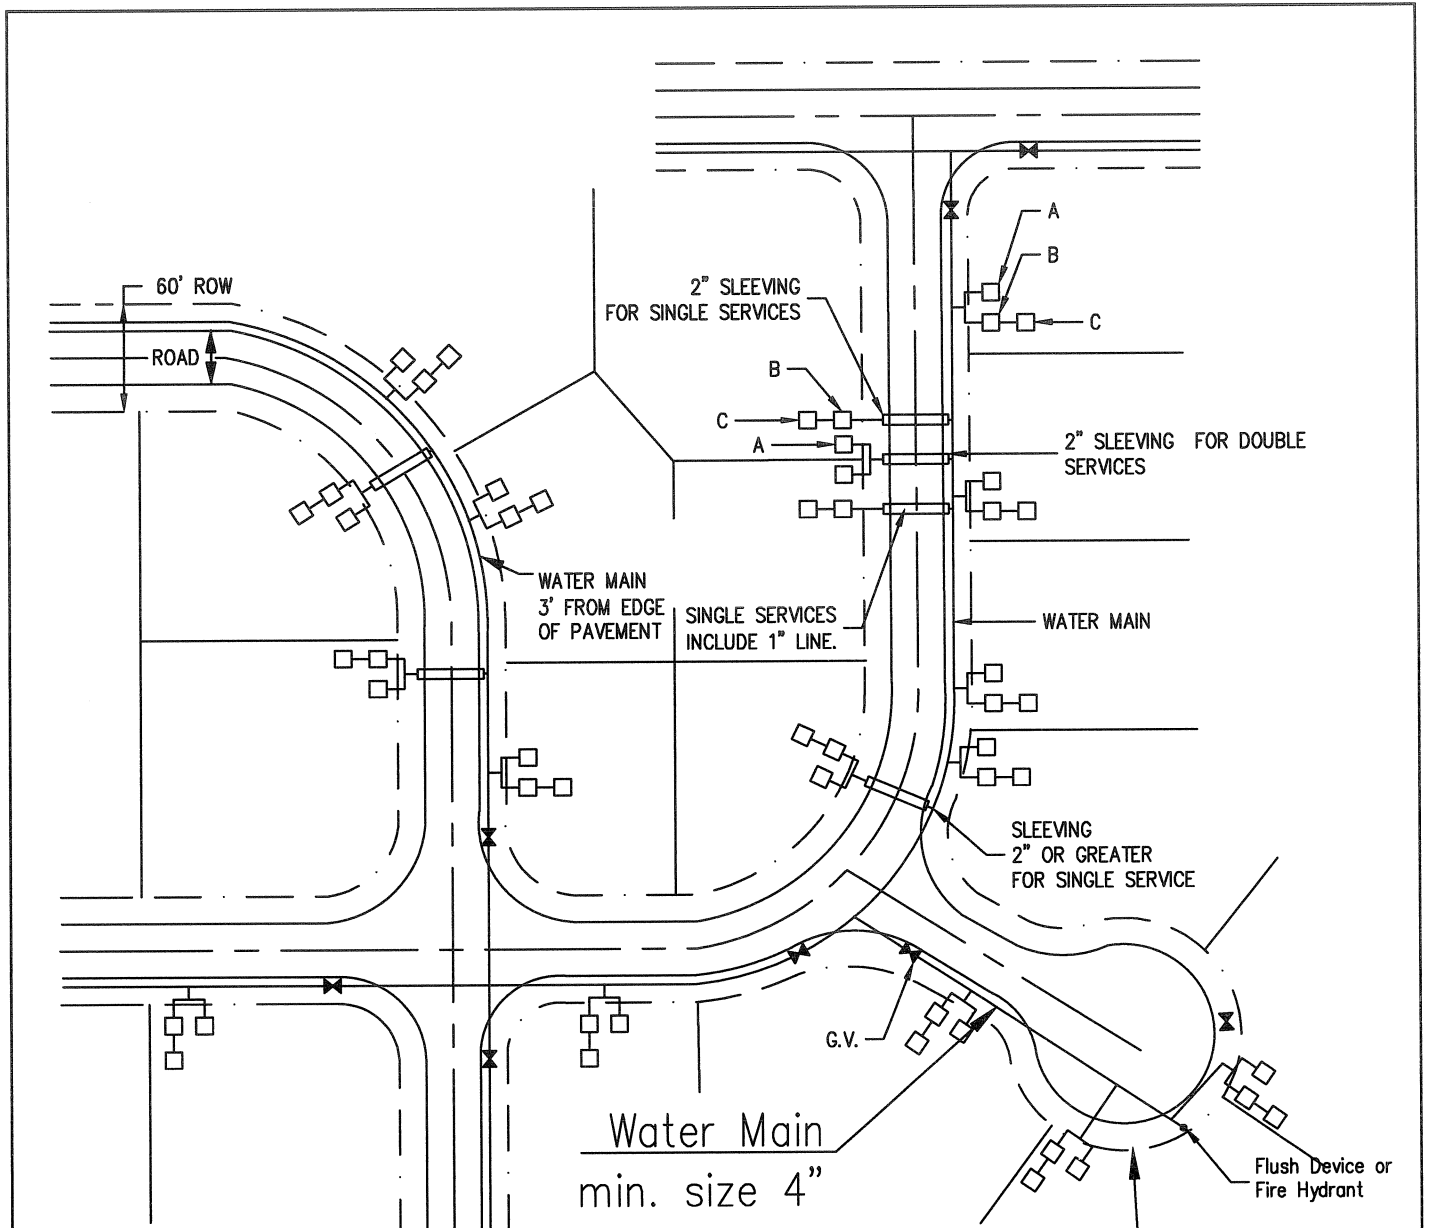 A
B
C
60' ROW
2" SLEEVING
FOR SINGLE SERVICES
ROAD
B
C
A
2" SLEEVING FOR DOUBLE
SERVICES
WATER MAIN
3' FROM EDGE
OF PAVEMENT
SINGLE SERVICES
INCLUDE 1" LINE.
WATER MAIN
SLEEVING
2" OR GREATER
FOR SINGLE SERVICE
G.V.
Water Main
min. size 4"
Flush Device or
Fire Hydrant